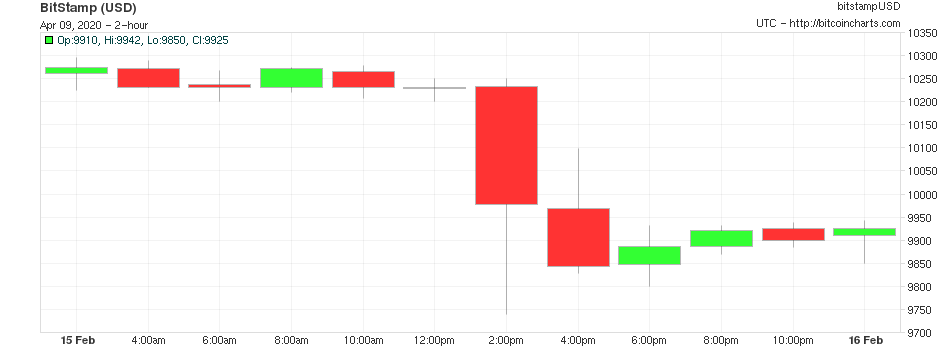 BitStamp (USD)
bitstampUSD
Apr 09, 2020 - 2-hour
UTC - http://bitcoincharts.com
Op:9910, Hi:9942, Lo:9850, Cl:9925
10350
10300
10250
10200
10150
10100
10050
10000
9950
9900
9850
9800
9750
9700
15 Feb 4:00am 6:00am 8:00am 10:00am 12:00pm 2:00pm 4:00pm 6:00pm 8:00pm 10:00pm 16 Feb